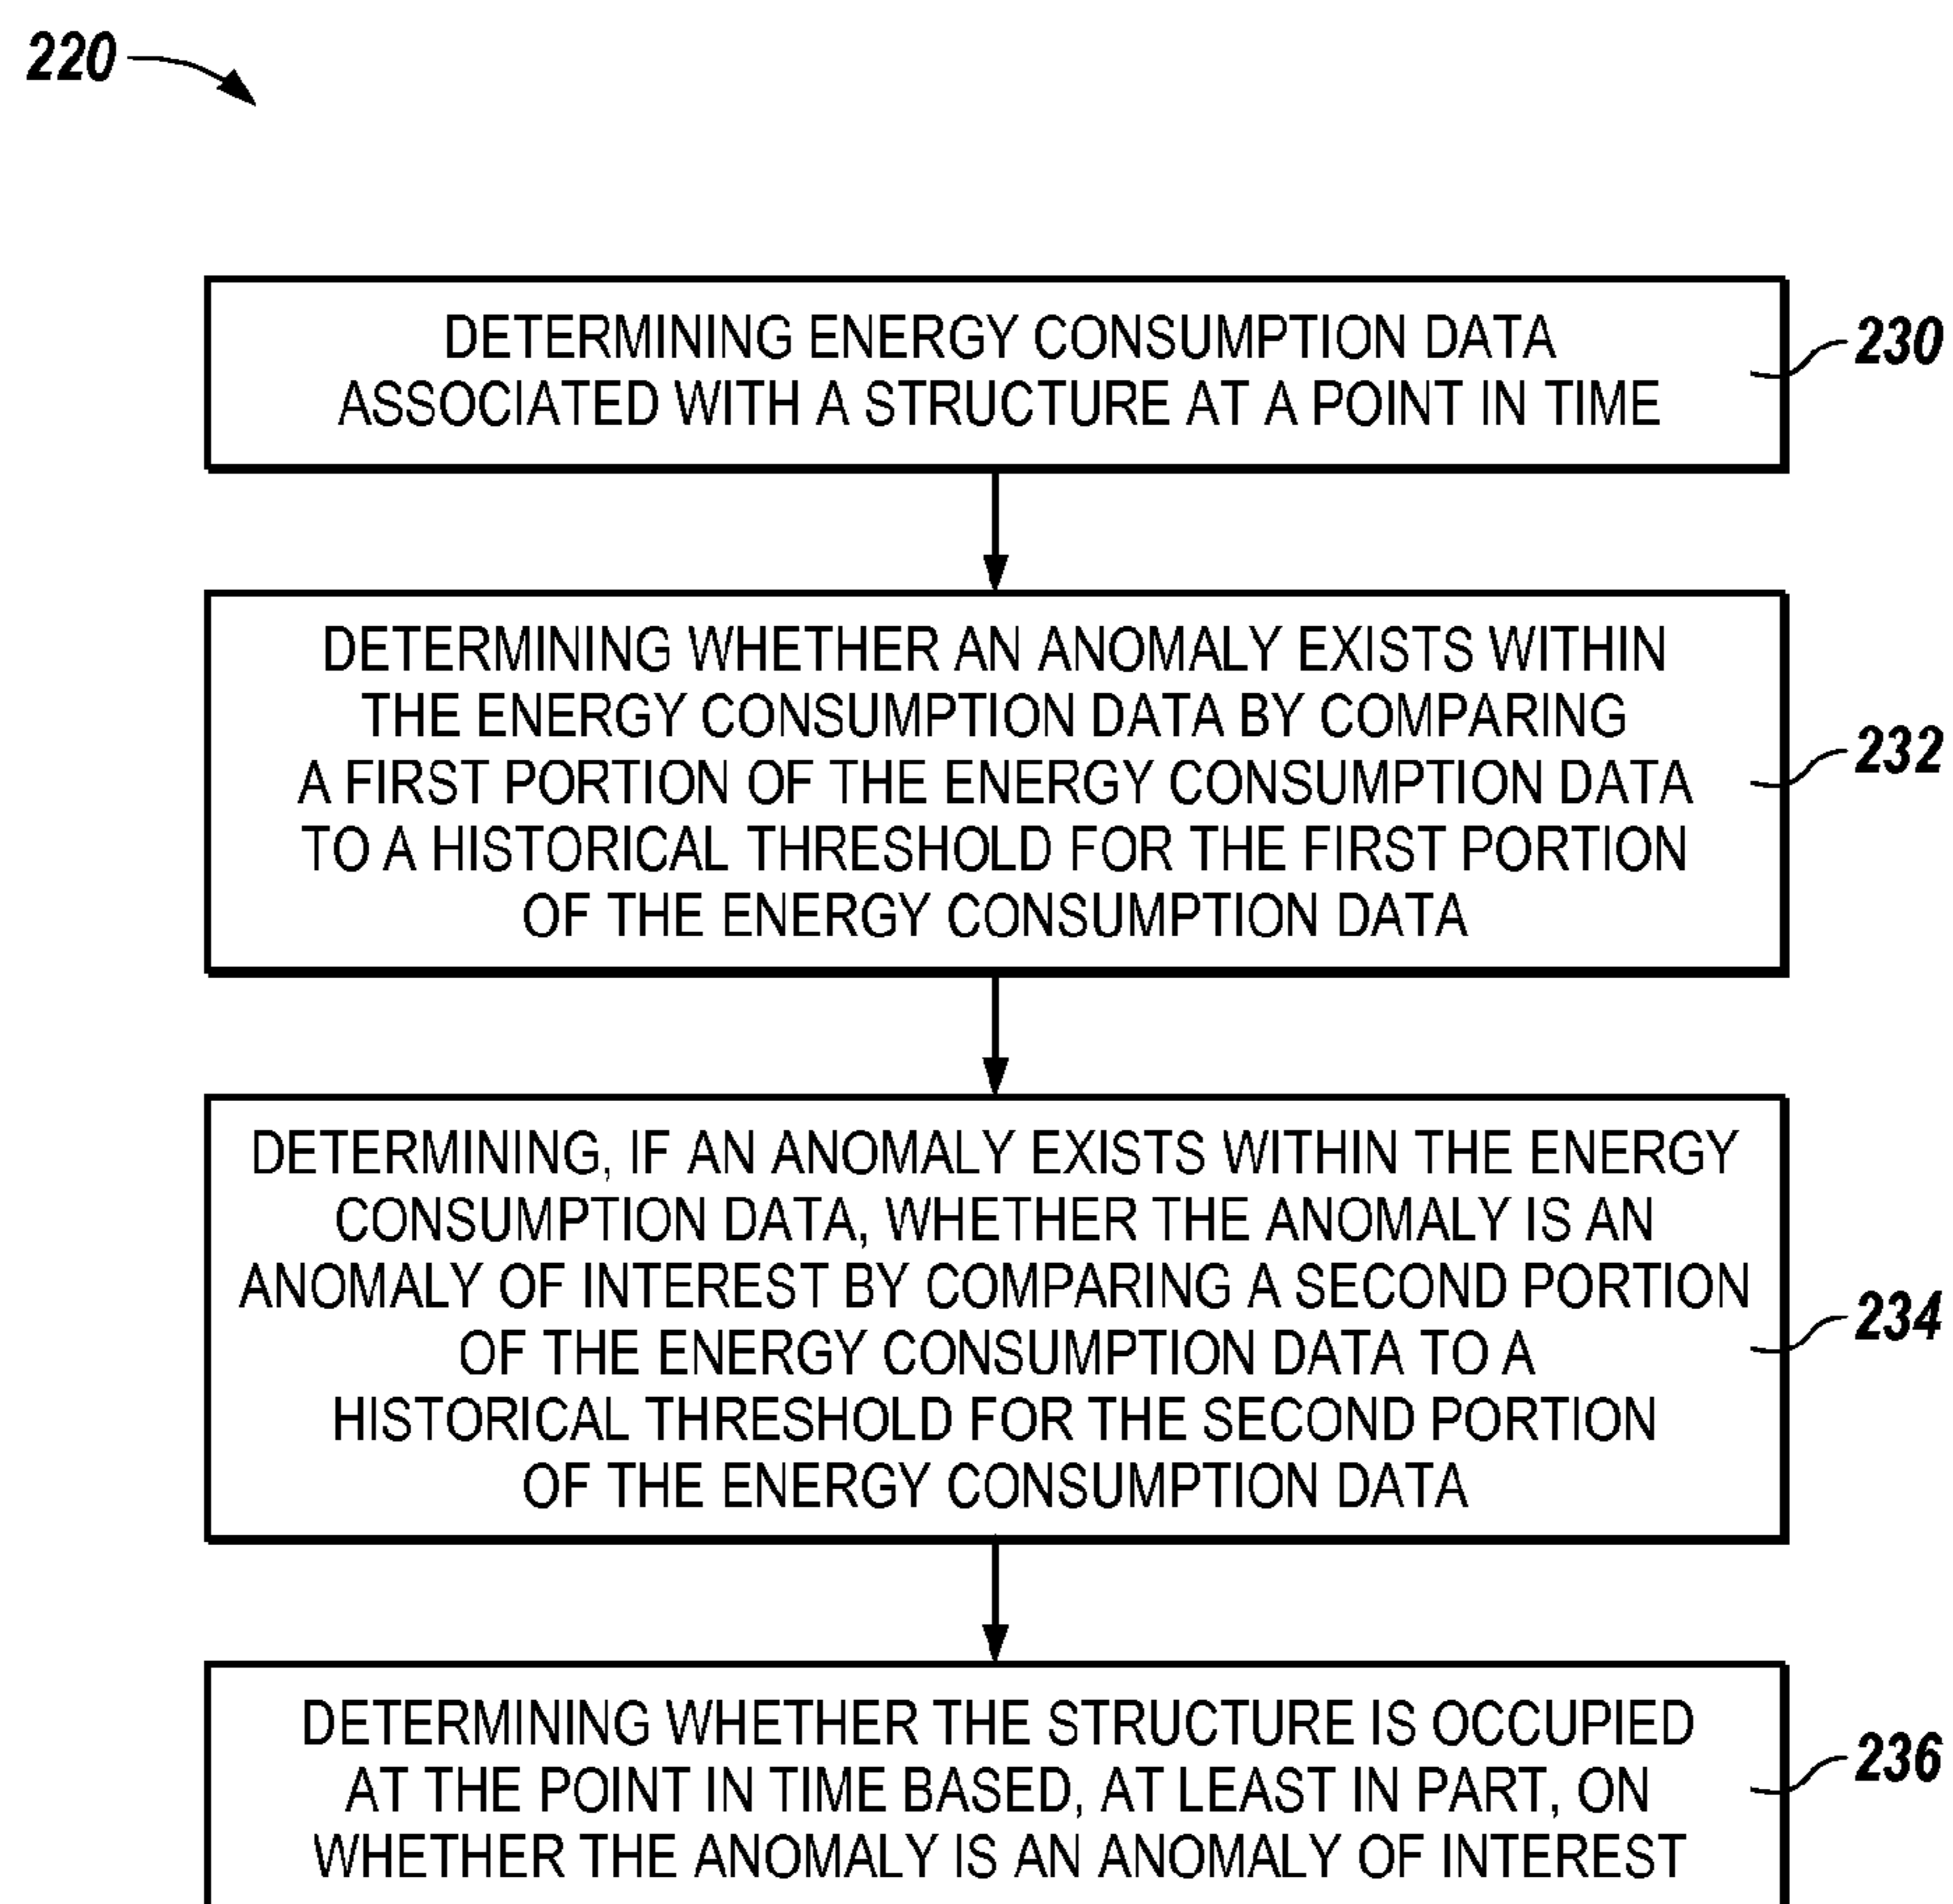 220
DETERMINING ENERGY CONSUMPTION DATA
ASSOCIATED WITH A STRUCTURE AT A POINT IN TIME
230
DETERMINING WHETHER AN ANOMALY EXISTS WITHIN
THE ENERGY CONSUMPTION DATA BY COMPARING
A FIRST PORTION OF THE ENERGY CONSUMPTION DATA
TO A HISTORICAL THRESHOLD FOR THE FIRST PORTION
OF THE ENERGY CONSUMPTION DATA
232
DETERMINING, IF AN ANOMALY EXISTS WITHIN THE ENERGY
CONSUMPTION DATA, WHETHER THE ANOMALY IS AN
ANOMALY OF INTEREST BY COMPARING A SECOND PORTION
OF THE ENERGY CONSUMPTION DATA TO A
HISTORICAL THRESHOLD FOR THE SECOND PORTION
OF THE ENERGY CONSUMPTION DATA
234
DETERMINING WHETHER THE STRUCTURE IS OCCUPIED
AT THE POINT IN TIME BASED, AT LEAST IN PART, ON
WHETHER THE ANOMALY IS AN ANOMALY OF INTEREST
236